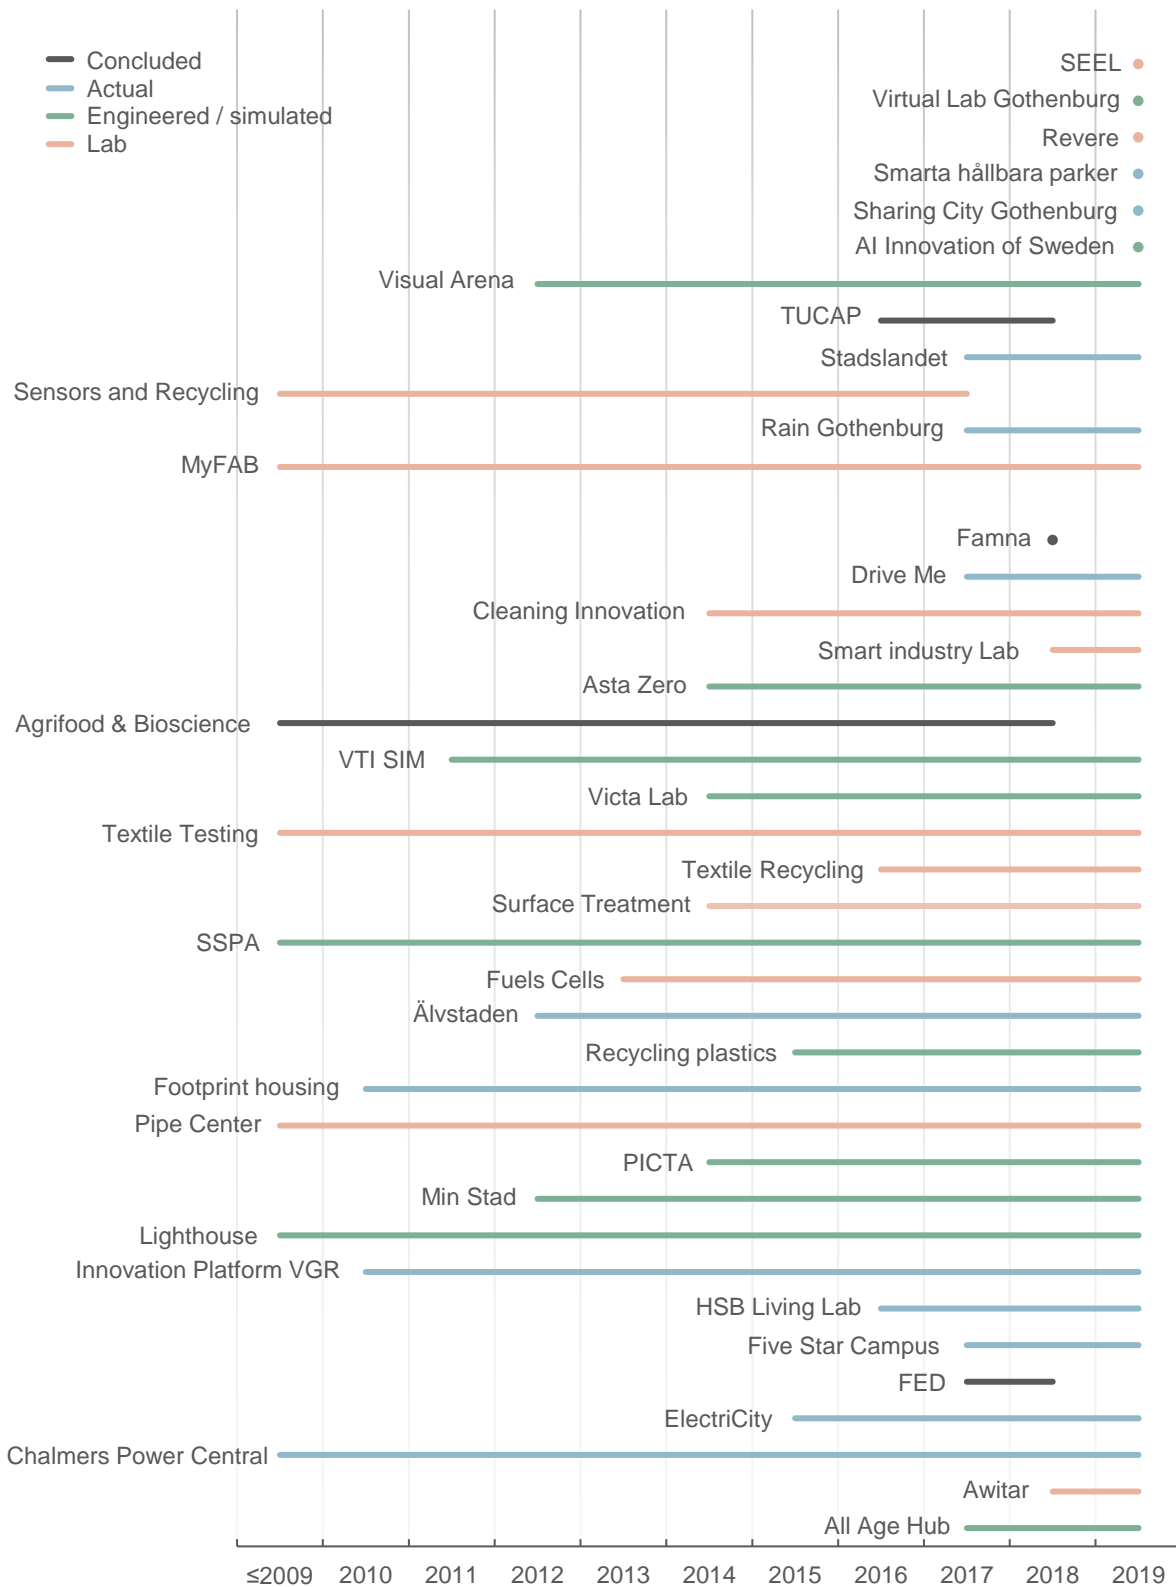 Concluded
Actual
Engineered / simulated
Lab
SEEL
Virtual Lab Gothenburg
Revere
Smarta hållbara parker
Sharing City Gothenburg
AI Innovation of Sweden
Visual Arena
TUCAP
Stadslandet
Sensors and Recycling
Rain Gothenburg
MyFAB
Famna
Drive Me
Cleaning Innovation
Smart industry Lab
Asta Zero
Agrifood & Bioscience
VTI SIM
Victa Lab
Textile Testing
Textile Recycling
Surface Treatment
SSPA
Fuels Cells
Älvstaden
Recycling plastics
Footprint housing
Pipe Center
PICTA
Min Stad
Lighthouse
Innovation Platform VGR
HSB Living Lab
Five Star Campus
FED
ElectriCity
Chalmers Power Central
Awitar
All Age Hub
≤2009 2010 2011 2012 2013 2014 2015 2016 2017 2018 2019